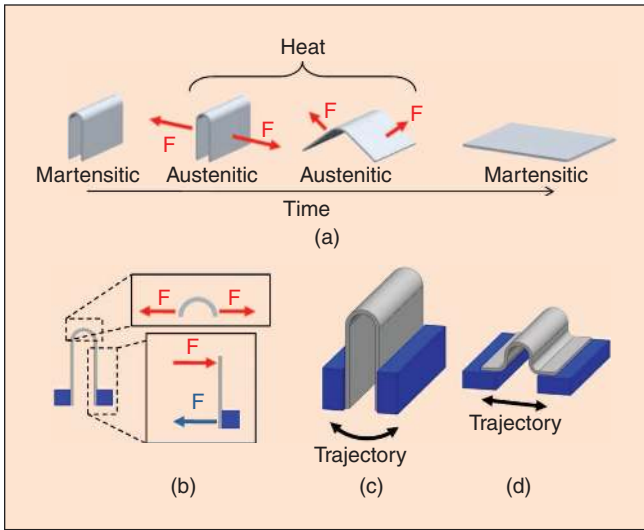 Heat
F F F F
Martensitic Austenitic Austenitic Martensitic
Time
(a)
F F
F
F
Trajectory
Trajectory
(b) (c) (d)